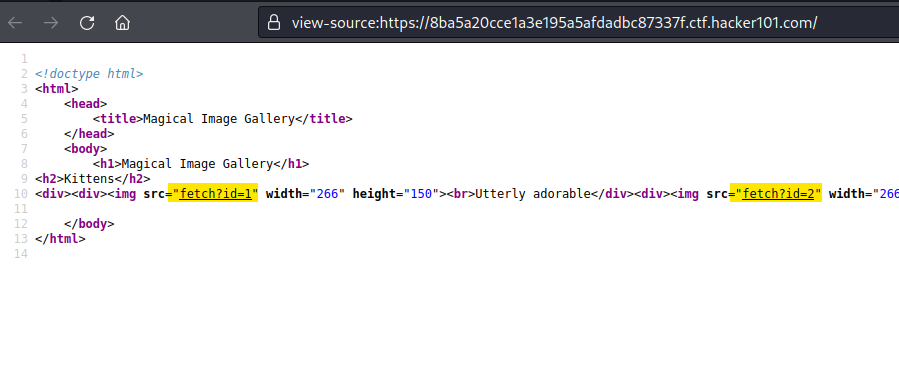 view-source:https://8ba5a20cce1a3e195a5afdadbc87337f.ctf.hacker101.com/
1
2 <!doctype html>
3 <html>
4 <head>
5 <title>Magical Image Gallery</title>
6 </head>
7 <body>
8 <h1>Magical Image Gallery</h1>
9 <h2>Kittens</h2>
10 <div><div><img src="fetch?id=1" width="266" height="150"><br>Utterly adorable</div><div><img src="fetch?id=2" width="266
11
12 </body>
13 </html>
14